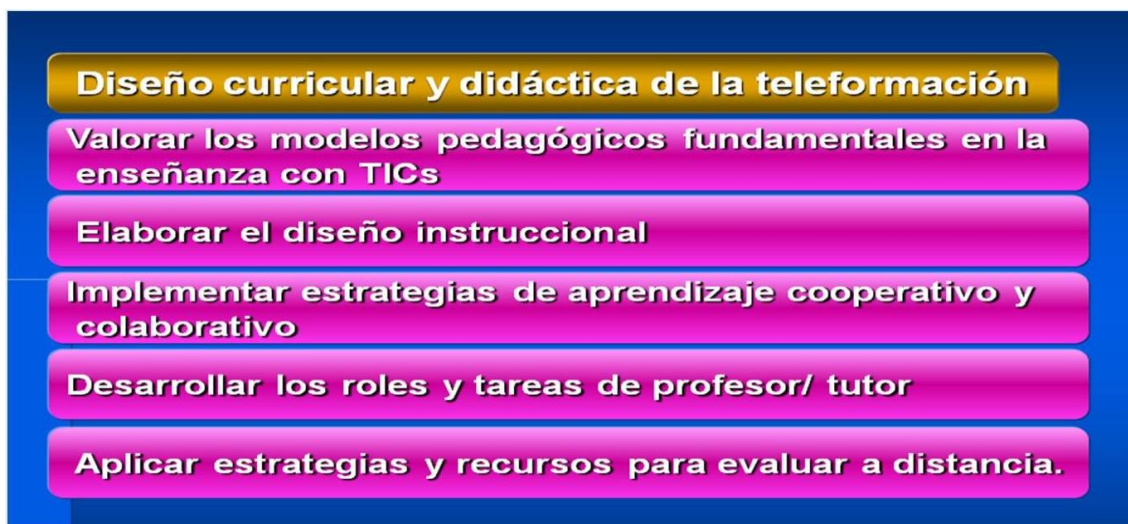 Diseño curricular y didáctica de la teleformación
Valorar los modelos pedagógicos fundamentales en la
enseñanza con TICs
Elaborar el diseño instruccional
Implementar estrategias de aprendizaje cooperativo y
colaborativo
Desarrollar los roles y tareas de profesor/ tutor
Aplicar estrategias y recursos para evaluar a distancia.